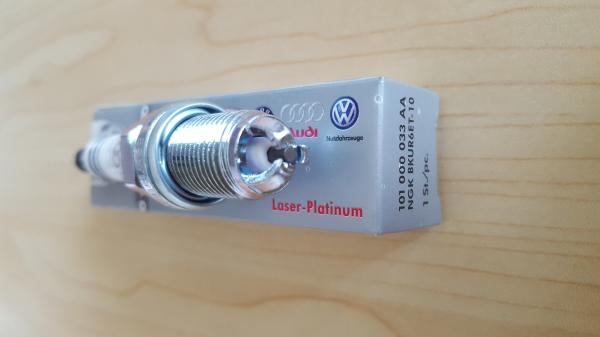 Audi
Nutzfahrzeuge
Laser-Platinum
101 000 033 AA
NGK BKUR6ET-10
1 St./pc.